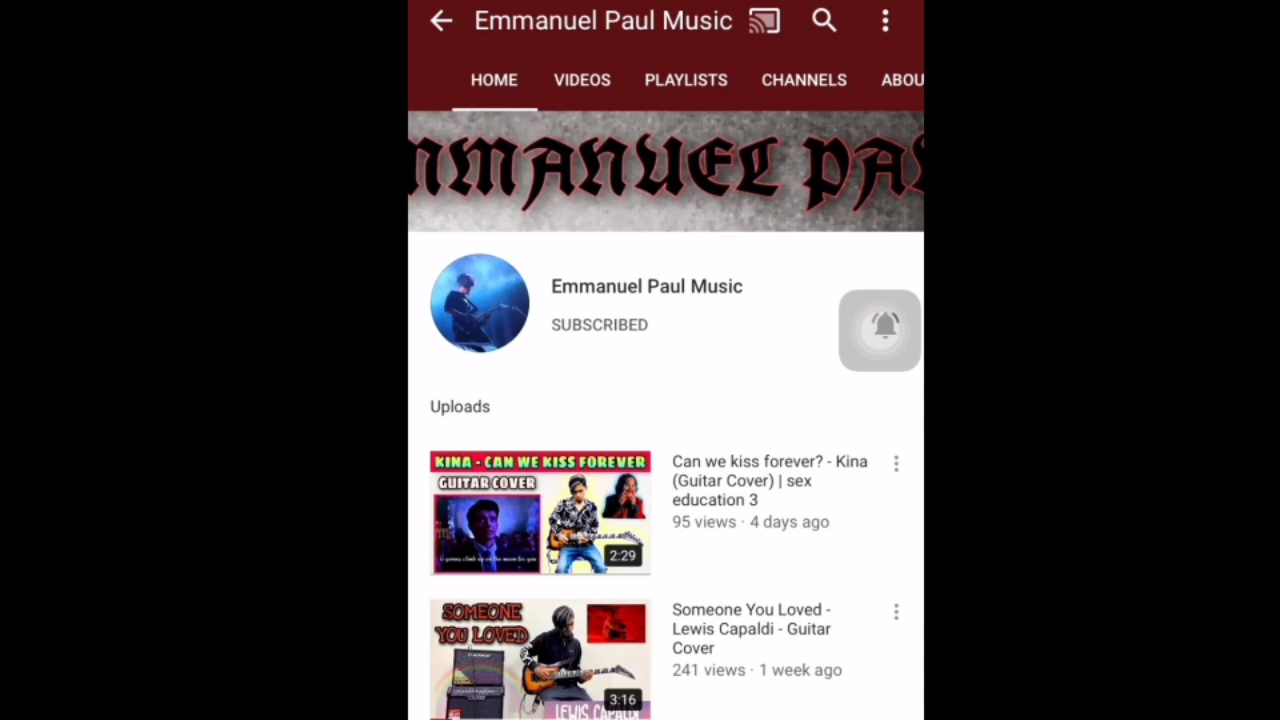 Emmanuel Paul Music
HOME VIDEOS PLAYLISTS CHANNELS ABOU
MMANUEL PAU
Emmanuel Paul Music
SUBSCRIBED
Uploads
KINA - CAN WE KISS FOREVER
GUITAR COVER
2:29
Can we kiss forever? - Kina
(Guitar Cover) | sex
education 3
95 views · 4 days ago
SOMEONE
YOU LOVED
3:16
LEWIS CAPALDI
Someone You Loved -
Lewis Capaldi - Guitar
Cover
241 views · 1 week ago